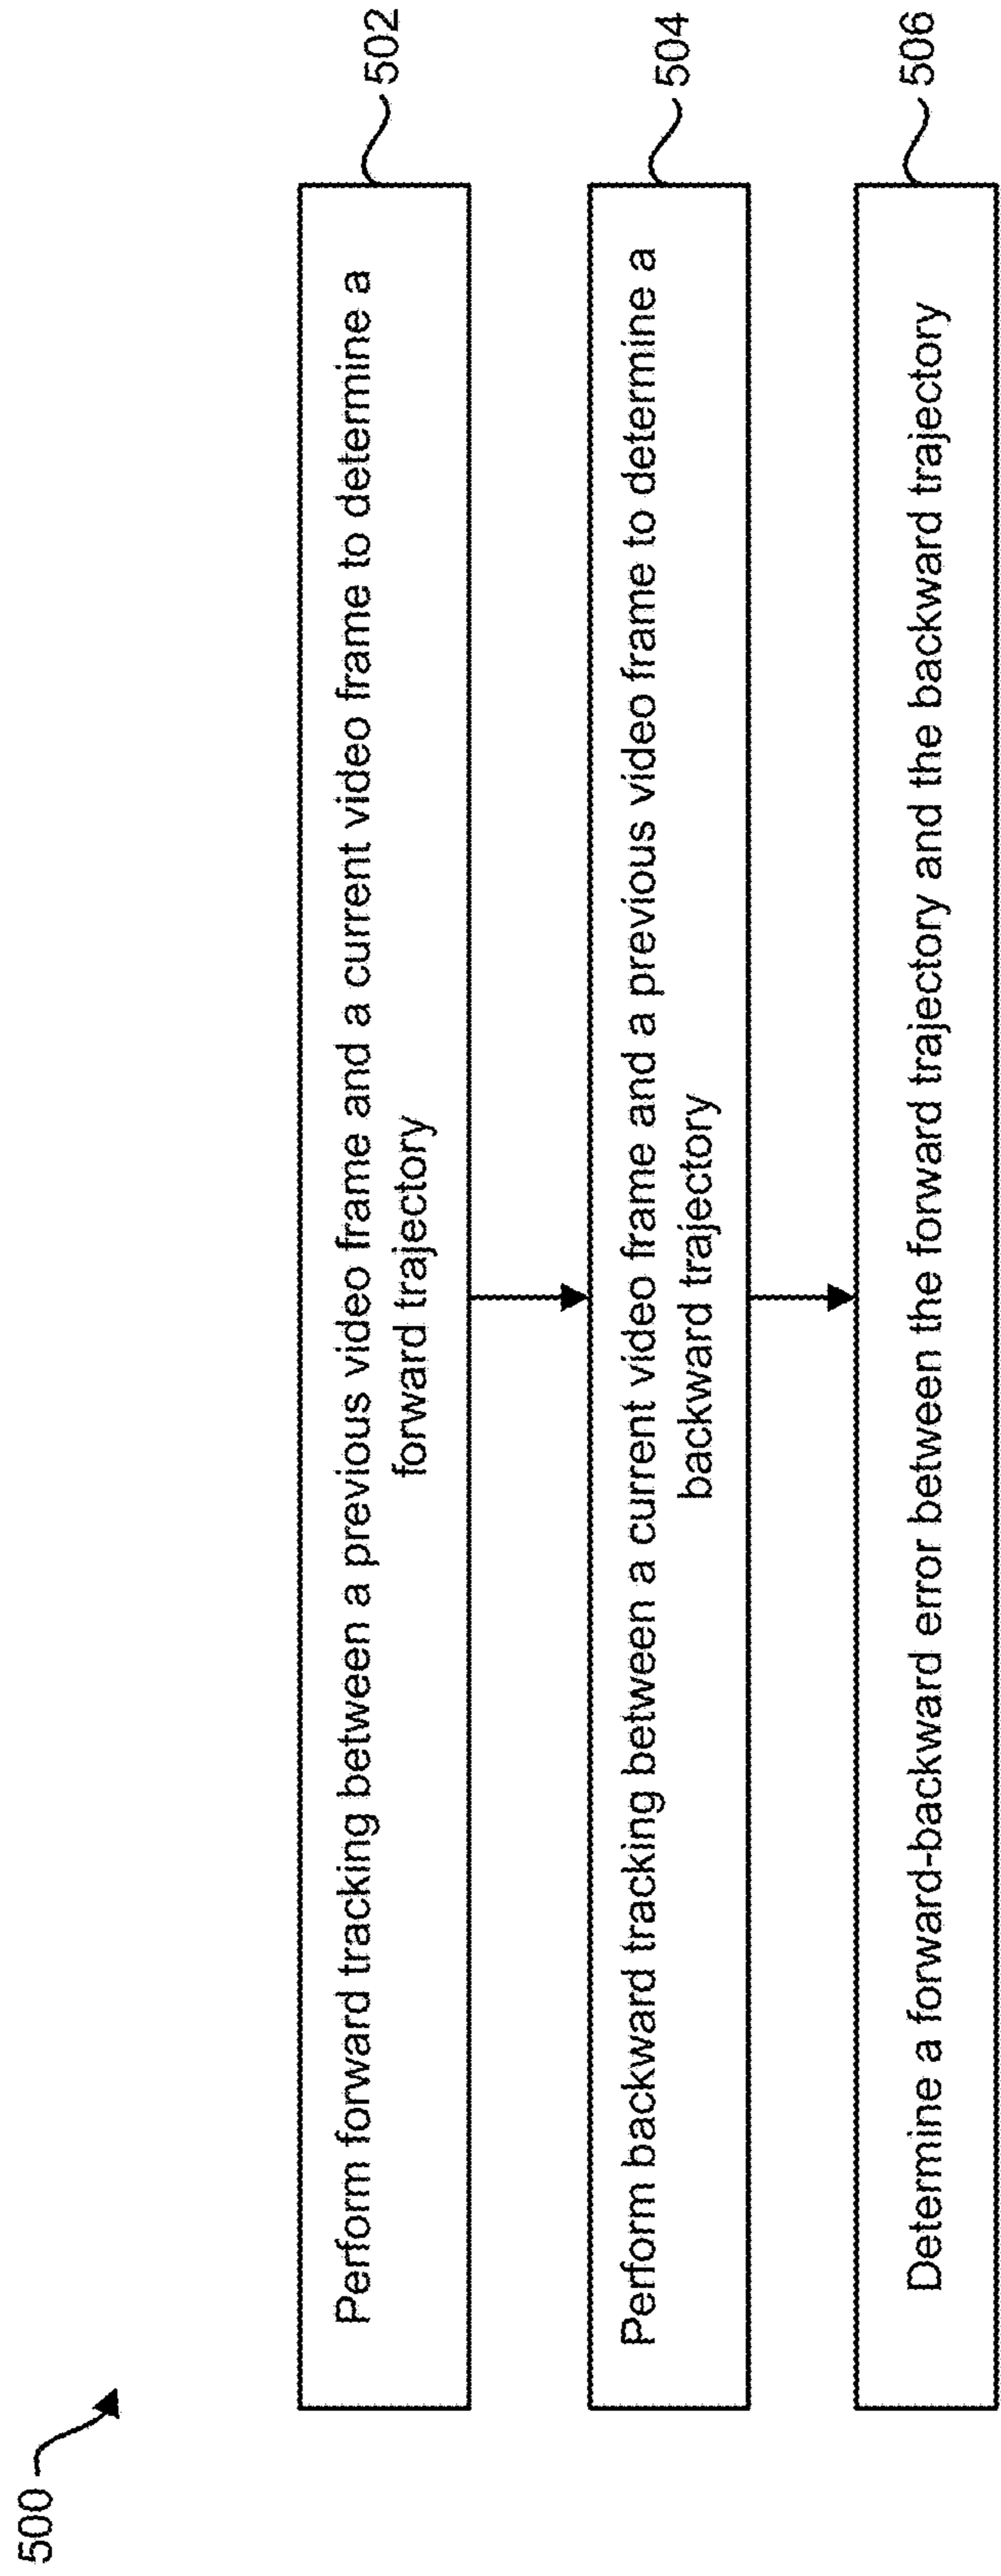 500
Perform forward tracking between a previous video frame and a current video frame to determine a
forward trajectory
502
Perform backward tracking between a current video frame and a previous video frame to determine a
backward trajectory
504
Determine a forward-backward error between the forward trajectory and the backward trajectory
506